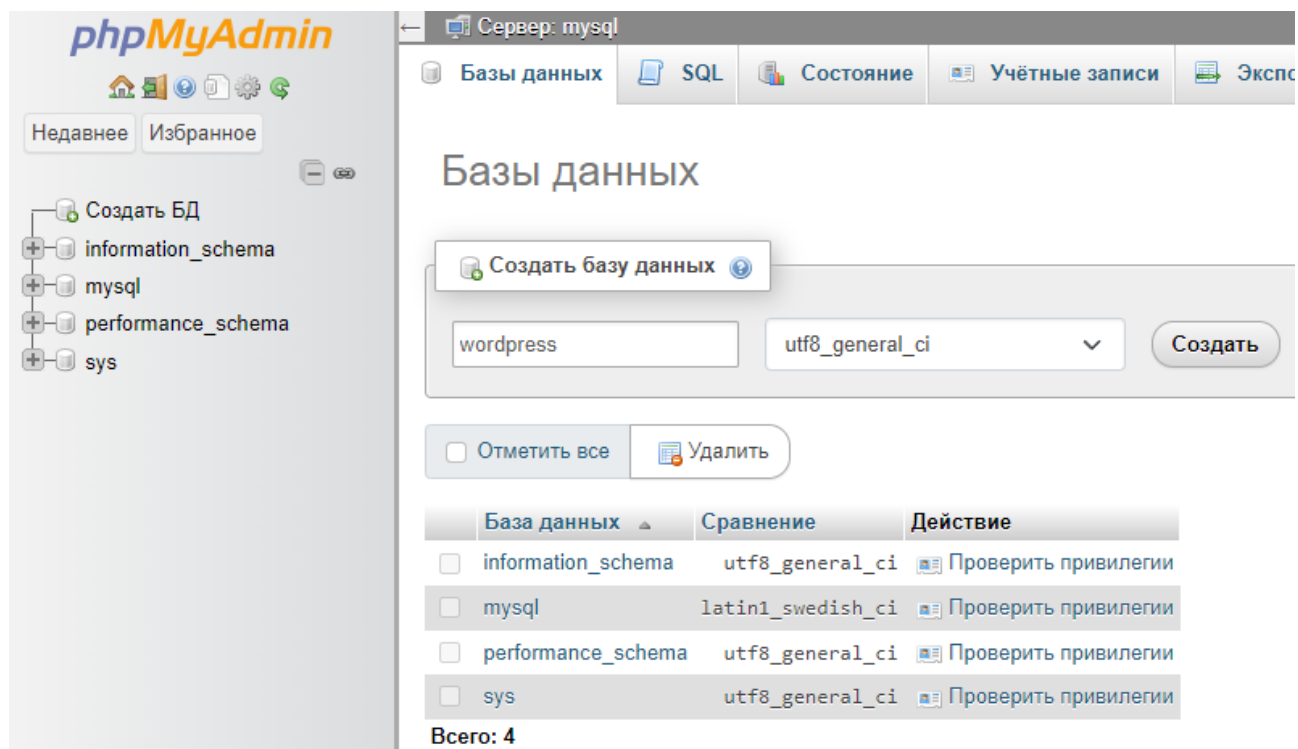 phpMyAdmin
Недавнее Избранное
Создать БД
information_schema
mysql
performance_schema
sys
Сервер: mysql
Базы данных SQL Состояние Учётные записи Экспо
Базы данных
Создать базу данных
wordpress utf8_general_ci Создать
Отметить все Удалить
База данных Сравнение Действие
information_schema utf8_general_ci Проверить привилегии
mysql latin1_swedish_ci Проверить привилегии
performance_schema utf8_general_ci Проверить привилегии
sys utf8_general_ci Проверить привилегии
Всего: 4